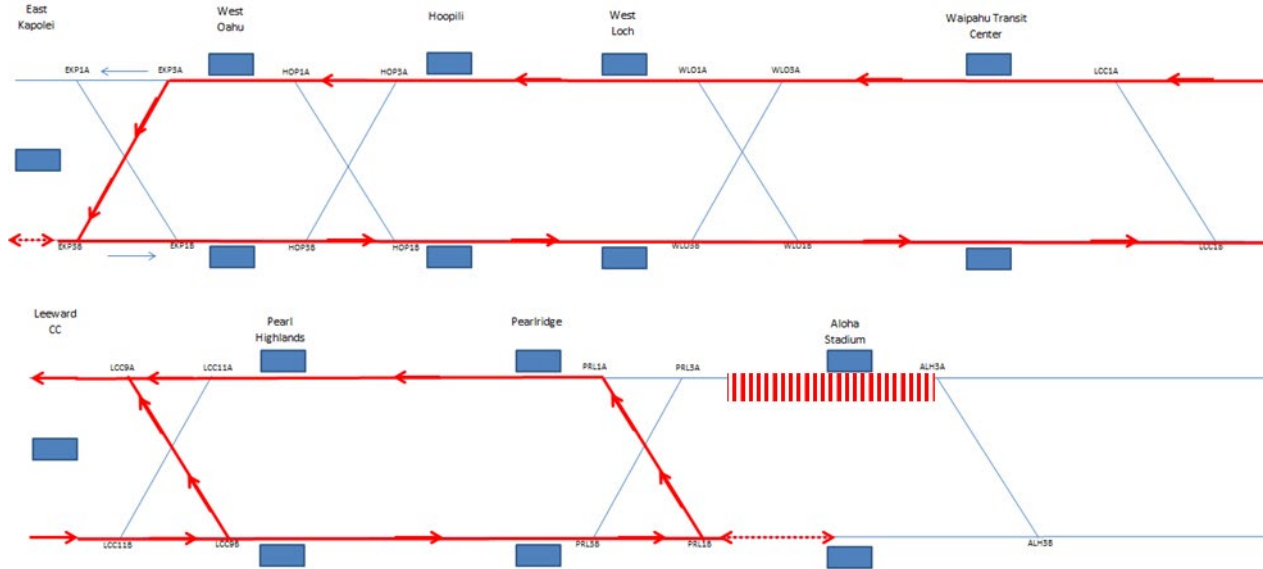 East
Kapolei
West
Oahu
Hoopili
West
Loch
Waipahu Transit
Center
EKP1A
EKP3A
HOP1A
HOP3A
WLO1A
WLO3A
LCC1A
EKP3B
EKP1B
HOP3B
HOP1B
WLO3B
WLO1B
LCC1B
Leeward
CC
Pearl
Highlands
Pearlridge
Aloha
Stadium
LCC9A
LCC11A
PRL1A
PRL3A
ALH3A
LCC11B
LCC9B
PRL3B
PRL1B
ALH3B